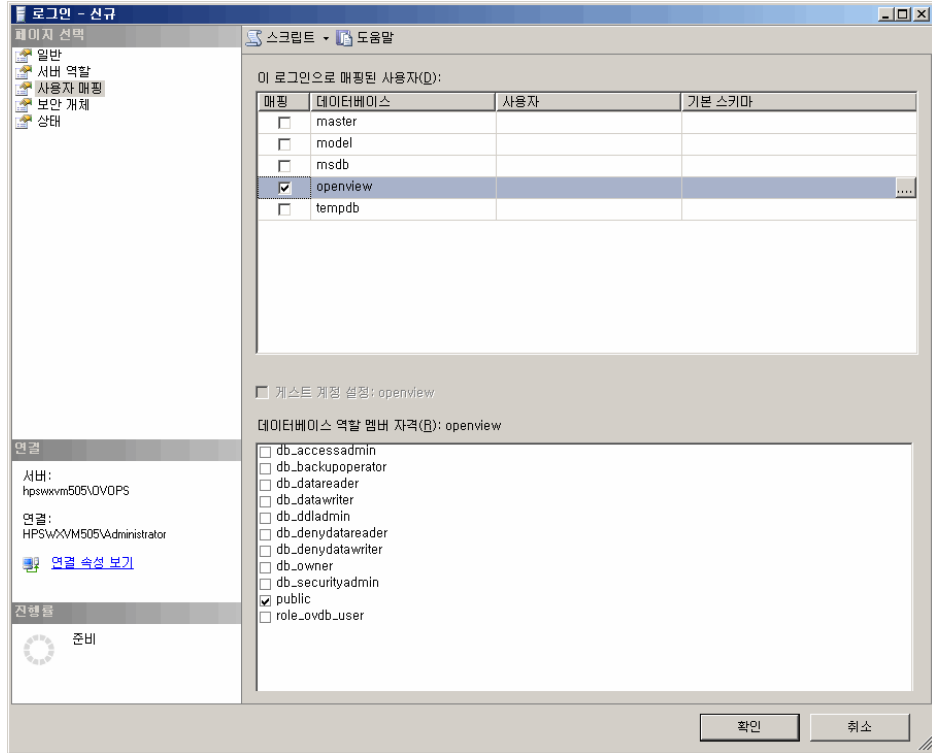 로그인 - 신규
페이지 선택
일반
서버 역할
사용자 매핑
보안 개체
상태
스크립트 도움말
이 로그인으로 매핑된 사용자(D):
매핑 데이터베이스 사용자 기본 스키마
master
model
msdb
openview ....
tempdb
게스트 계정 설정: openview
데이터베이스 역할 멤버 자격(R): openview
db_accessadmin
db_backupoperator
db_datareader
db_datawriter
db_ddladmin
db_denydatareader
db_denydatawriter
db_owner
db_securityadmin
public
role_ovdb_user
연결
서버:
hpswxvm505\OVOPS
연결:
HPSWXVM505\Administrator
연결 속성 보기
진행률
준비
확인 취소